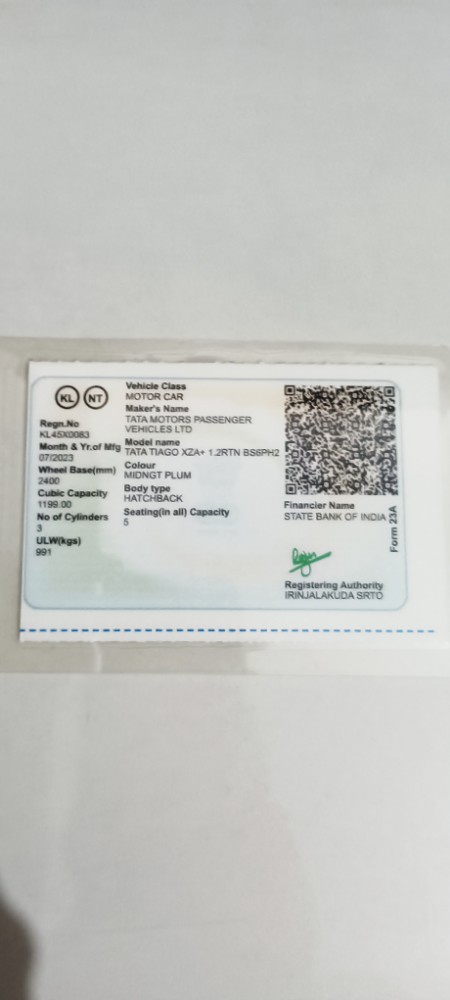 KL NT
Regn.No
KL45X0083
Month & Yr.of Mfg
07/2023
Wheel Base(mm)
2400
Cubic Capacity
1199.00
No of Cylinders
3
ULW(kgs)
991
Vehicle Class
MOTOR CAR
Maker's Name
TATA MOTORS PASSENGER
VEHICLES LTD
Model name
TATA TIAGO XZA+ 1.2RTN BS6PH2
Colour
MIDNGT PLUM
Body type
HATCHBACK
Seating(in all) Capacity
5
Financier Name
STATE BANK OF INDIA
Form 23A
Registering Authority
IRINJALAKUDA SRTO